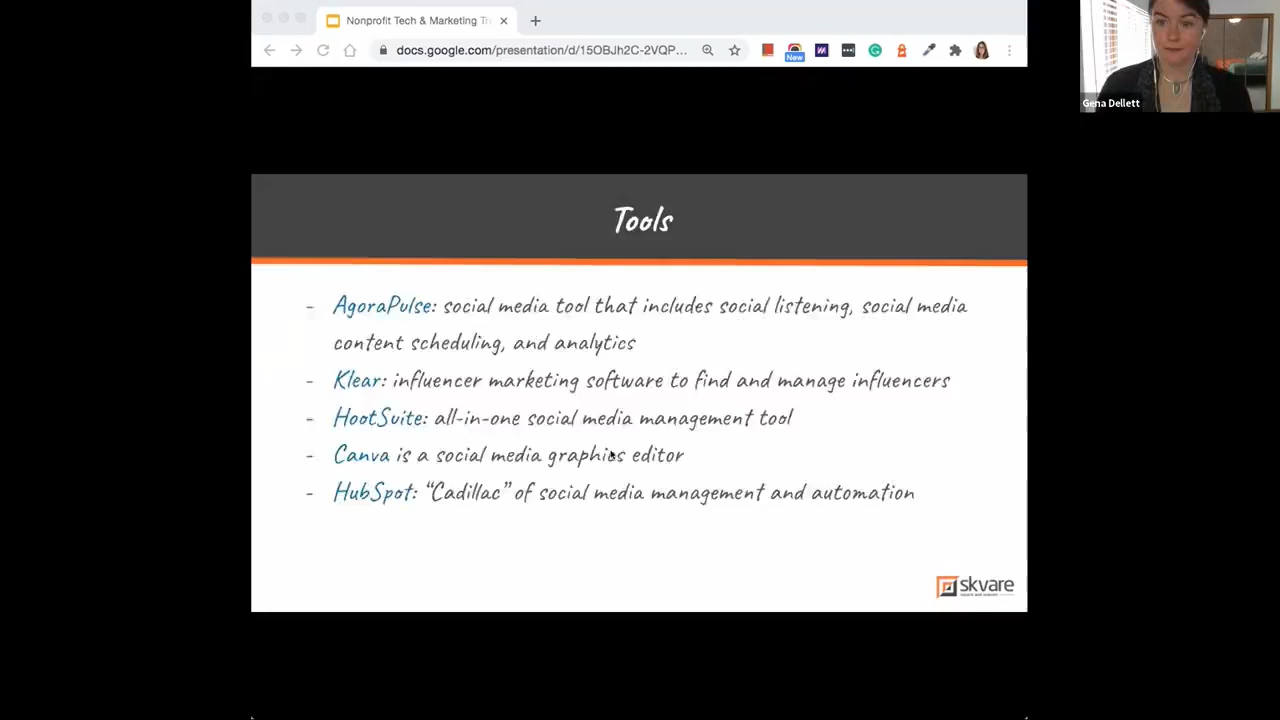 Nonprofit Tech & Marketing Tr
docs.google.com/presentation/d/15OBJh2C-2VQP...
New
Gena Dellett
Tools
- AgoraPulse: social media tool that includes social listening, social media
content scheduling, and analytics
- Klear: influencer marketing software to find and manage influencers
- HootSuite: all-in-one social media management tool
- Canva is a social media graphics editor
- HubSpot: “Cadillac” of social media management and automation
skvare